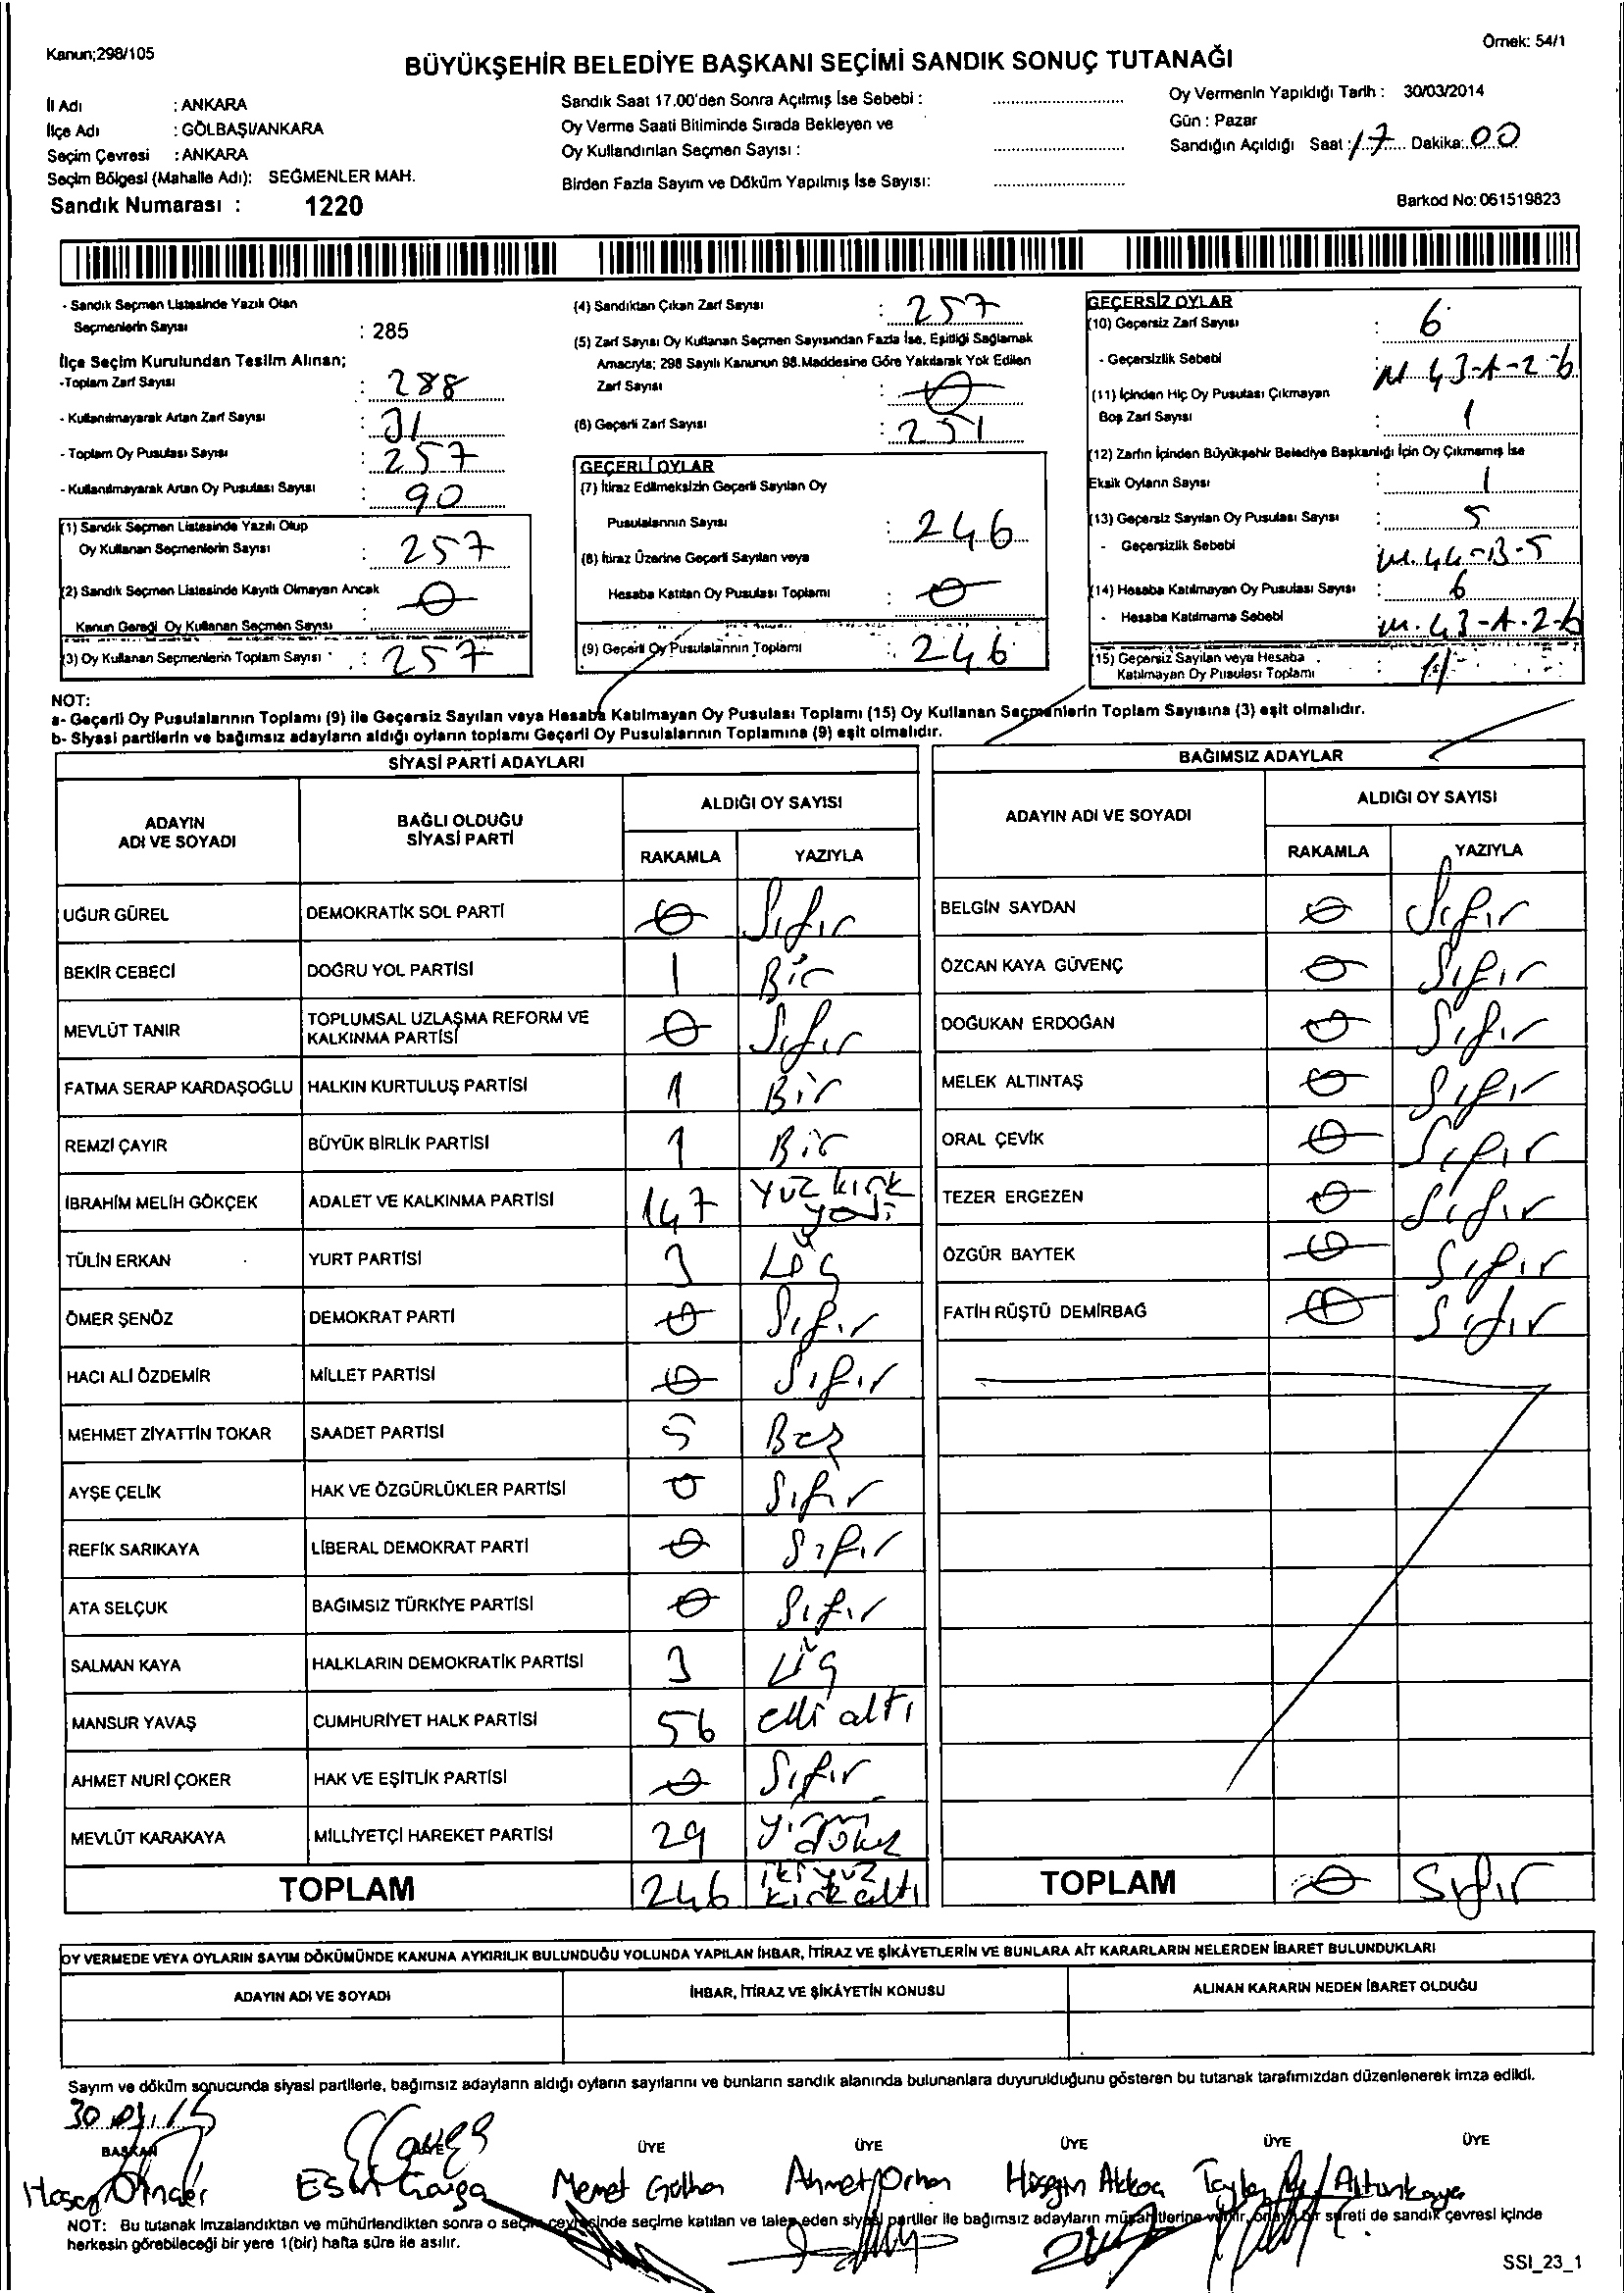 Kanun;298/105
Örnek: 54/1
BÜYÜKŞEHİR BELEDİYE BAŞKANI SEÇİMİ SANDIK SONUÇ TUTANAĞI
İl Adı : ANKARA
İlçe Adı : GÖLBAŞI/ANKARA
Seçim Çevresi : ANKARA
Seçim Bölgesi (Mahalle Adı): SEĞMENLER MAH.
Sandık Numarası : 1220
Sandık Saat 17.00'den Sonra Açılmış İse Sebebi :
Oy Verme Saati Bitiminde Sırada Bekleyen ve
Oy Kullandırılan Seçmen Sayısı :
Birden Fazla Sayım ve Döküm Yapılmış İse Sayısı:
Oy Vermenin Yapıldığı Tarih : 30/03/2014
Gün : Pazar
Sandığın Açıldığı Saat : 17 Dakika: 00
Barkod No: 061519823
- Sandık Seçmen Listesinde Yazılı Olan
Seçmenlerin Sayısı : 285
İlçe Seçim Kurulundan Teslim Alınan;
-Toplam Zarf Sayısı : 288
- Kullanılmayarak Artan Zarf Sayısı : 31
- Toplam Oy Pusulası Sayısı : 257
- Kullanılmayarak Artan Oy Pusulası Sayısı : 90
(1) Sandık Seçmen Listesinde Yazılı Olup
Oy Kullanan Seçmenlerin Sayısı : 257
(2) Sandık Seçmen Listesinde Kayıtlı Olmayan Ancak
Kanun Gereği Oy Kullanan Seçmen Sayısı : 0
(3) Oy Kullanan Seçmenlerin Toplam Sayısı : 257
(4) Sandıktan Çıkan Zarf Sayısı : 257
(5) Zarf Sayısı Oy Kullanan Seçmen Sayısından Fazla İse, Eşitliği Sağlamak
Amacıyla; 298 Sayılı Kanunun 98.Maddesine Göre Yakılarak Yok Edilen
Zarf Sayısı : 0
(6) Geçerli Zarf Sayısı : 251
GEÇERLİ OYLAR
(7) İtiraz Edilmeksizin Geçerli Sayılan Oy
Pusulalarının Sayısı : 246
(8) İtiraz Üzerine Geçerli Sayılan veya
Hesaba Katılan Oy Pusulası Toplamı : 0
(9) Geçerli Oy Pusulalarının Toplamı : 246
GEÇERSİZ OYLAR
(10) Geçersiz Zarf Sayısı : 6
- Geçersizlik Sebebi : M 43-A-2-b
(11) İçinden Hiç Oy Pusulası Çıkmayan
Boş Zarf Sayısı : 1
(12) Zarfın İçinden Büyükşehir Belediye Başkanlığı İçin Oy Çıkmamış İse
Eksik Oyların Sayısı : 1
(13) Geçersiz Sayılan Oy Pusulası Sayısı : 5
- Geçersizlik Sebebi M.44-B-5
(14) Hesaba Katılmayan Oy Pusulası Sayısı : 6
- Hesaba Katılmama Sebebi M.43-A.2-b
(15) Geçersiz Sayılan veya Hesaba
Katılmayan Oy Pusulası Toplamı : 11
NOT:
a- Geçerli Oy Pusulalarının Toplamı (9) ile Geçersiz Sayılan veya Hesaba Katılmayan Oy Pusulası Toplamı (15) Oy Kullanan Seçmenlerin Toplam Sayısına (3) eşit olmalıdır.
b- Siyasi partilerin ve bağımsız adayların aldığı oyların toplamı Geçerli Oy Pusulalarının Toplamına (9) eşit olmalıdır.
SİYASİ PARTİ ADAYLARI
ADAYIN ADI VE SOYADI
BAĞLI OLDUĞU SİYASİ PARTİ
ALDIĞI OY SAYISI
RAKAMLA YAZIYLA
UĞUR GÜREL DEMOKRATİK SOL PARTİ 0 Sıfır
BEKİR CEBECİ DOĞRU YOL PARTİSİ 1 Bir
MEVLÜT TANIR TOPLUMSAL UZLAŞMA REFORM VE KALKINMA PARTİSİ 0 Sıfır
FATMA SERAP KARDAŞOĞLU HALKIN KURTULUŞ PARTİSİ 1 Bir
REMZİ ÇAYIR BÜYÜK BİRLİK PARTİSİ 1 Bir
İBRAHİM MELİH GÖKÇEK ADALET VE KALKINMA PARTİSİ 147 Yüz kırk yedi
TÜLİN ERKAN YURT PARTİSİ 3 Üç
ÖMER ŞENÖZ DEMOKRAT PARTİ 0 Sıfır
HACI ALİ ÖZDEMİR MİLLET PARTİSİ 0 Sıfır
MEHMET ZİYATTİN TOKAR SAADET PARTİSİ 5 Beş
AYŞE ÇELİK HAK VE ÖZGÜRLÜKLER PARTİSİ 0 Sıfır
REFİK SARIKAYA LİBERAL DEMOKRAT PARTİ 0 Sıfır
ATA SELÇUK BAĞIMSIZ TÜRKİYE PARTİSİ 0 Sıfır
SALMAN KAYA HALKLARIN DEMOKRATİK PARTİSİ 3 Üç
MANSUR YAVAŞ CUMHURİYET HALK PARTİSİ 56 elli altı
AHMET NURİ ÇOKER HAK VE EŞİTLİK PARTİSİ 0 Sıfır
MEVLÜT KARAKAYA MİLLİYETÇİ HAREKET PARTİSİ 29 Yirmi dokuz
TOPLAM 246 iki yüz kırk altı
BAĞIMSIZ ADAYLAR
ADAYIN ADI VE SOYADI
ALDIĞI OY SAYISI
RAKAMLA YAZIYLA
BELGİN SAYDAN 0 Sıfır
ÖZCAN KAYA GÜVENÇ 0 Sıfır
DOĞUKAN ERDOĞAN 0 Sıfır
MELEK ALTINTAŞ 0 Sıfır
ORAL ÇEVİK 0 Sıfır
TEZER ERGEZEN 0 Sıfır
ÖZGÜR BAYTEK 0 Sıfır
FATİH RÜŞTÜ DEMİRBAĞ 0 Sıfır
TOPLAM 0 Sıfır
OY VERMEDE VEYA OYLARIN SAYIM DÖKÜMÜNDE KANUNA AYKIRILIK BULUNDUĞU YOLUNDA YAPILAN İHBAR, İTİRAZ VE ŞİKÂYETLERİN VE BUNLARA AİT KARARLARIN NELERDEN İBARET BULUNDUKLARI
ADAYIN ADI VE SOYADI
İHBAR, İTİRAZ VE ŞİKÂYETİN KONUSU
ALINAN KARARIN NEDEN İBARET OLDUĞU
Sayım ve döküm sonucunda siyasi partilerle, bağımsız adayların aldığı oyların sayılarını ve bunların sandık alanında bulunanlara duyurulduğunu gösteren bu tutanak tarafımızdan düzenlenerek imza edildi.
BAŞKAN ÜYE ÜYE ÜYE ÜYE ÜYE
Memet Ahmet Orhan
NOT: Bu tutanak imzalandıktan ve mühürlendikten sonra o seçim çevresinde seçime katılan ve talep eden siyasi partiler ile bağımsız adayların müşahitlerine verilir, onaylı bir sureti de sandık çevresi içinde
herkesin görebileceği bir yere 1(bir) hafta süre ile asılır.
SSI_23_1